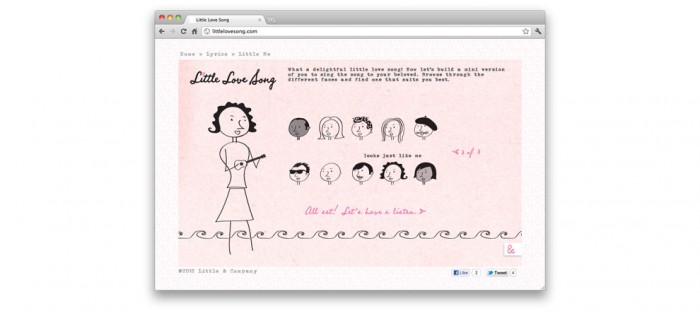 Little Love Song
littlelovesong.com
Home > Lyrics > Little Me
Little Love Song
What a delightful little love song! Now let's build a mini version
of you to sing the song to your beloved. Browse through the
different faces and find one that suits you best.
looks just like me
2 of 3
All set! Let's have a listen. >
&
©2012 Little & Company
Like 2 Tweet 4